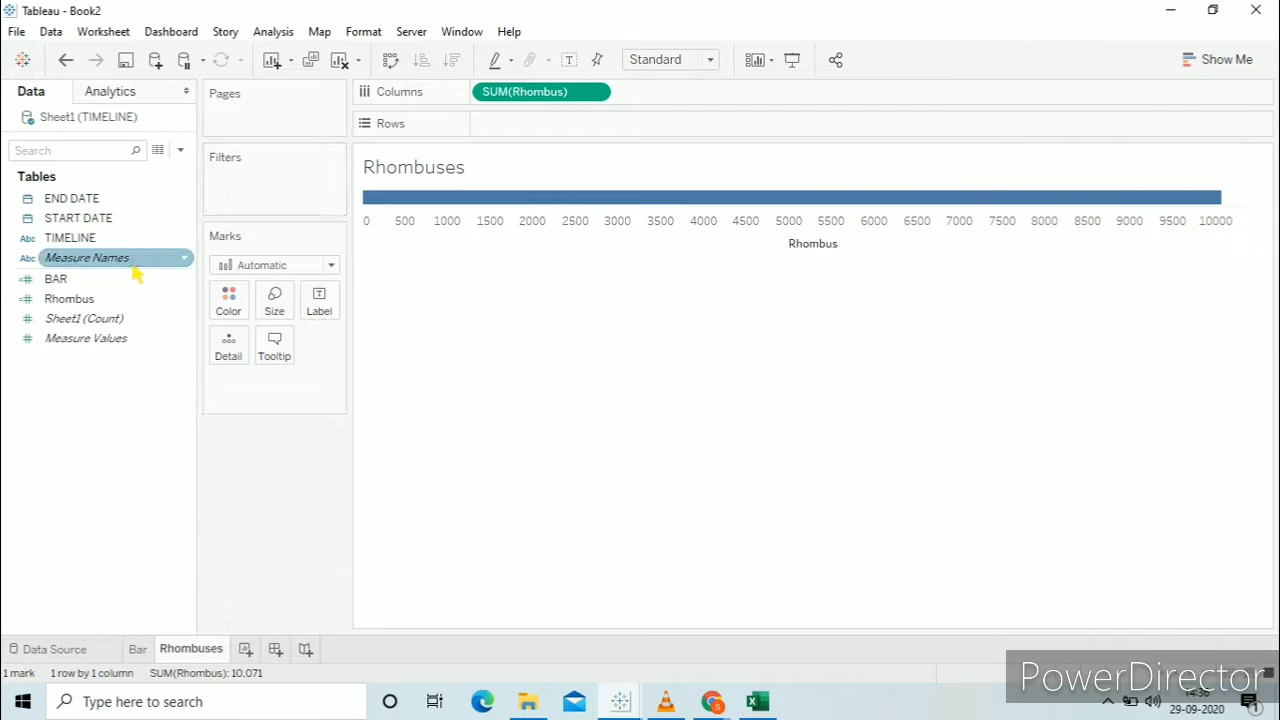 Tableau - Book2
File Data Worksheet Dashboard Story Analysis Map Format Server Window Help
Standard
Show Me
Data Analytics
Sheet1 (TIMELINE)
Search
Tables
END DATE
START DATE
Abc TIMELINE
Abc Measure Names
BAR
Rhombus
Sheet1 (Count)
Measure Values
Pages
Filters
Marks
Automatic
Color Size Label
Detail Tooltip
Columns SUM(Rhombus)
Rows
Rhombuses
0 500 1000 1500 2000 2500 3000 3500 4000 4500 5000 5500 6000 6500 7000 7500 8000 8500 9000 9500 10000
Rhombus
Data Source Bar Rhombuses
1 mark 1 row by 1 column SUM(Rhombus): 10,071
PowerDirector
Type here to search
29-09-2020